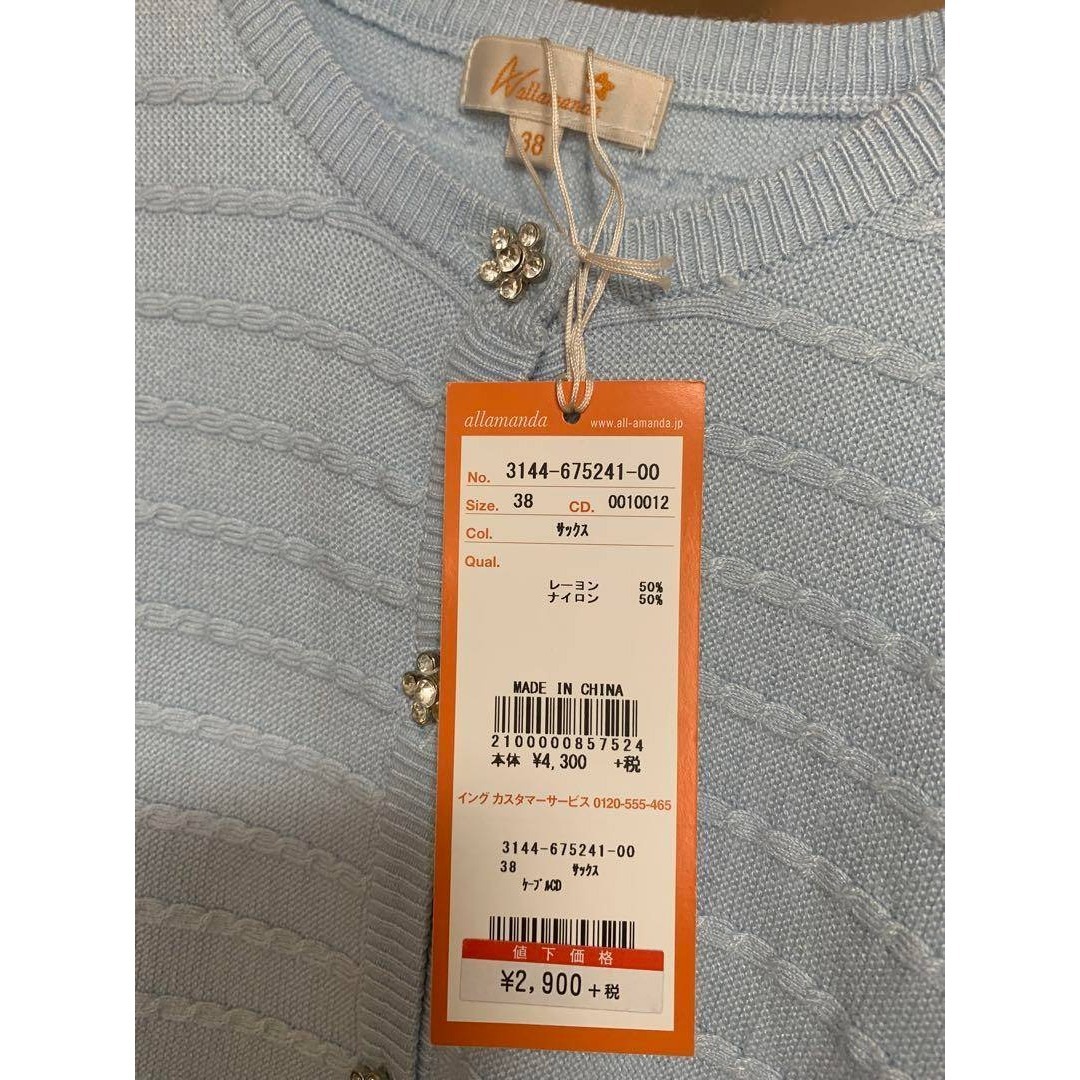 allamanda
38
allamanda www.all-amanda.jp
No. 3144-675241-00
Size. 38 CD. 0010012
Col. ｻｯｸｽ
Qual.
レーヨン 50%
ナイロン 50%
MADE IN CHINA
2100000857524
本体 ¥4,300 +税
イング カスタマーサービス 0120-555-465
3144-675241-00
38 ｻｯｸｽ
ｹｰﾌﾞﾙCD
値下価格
¥2,900+税